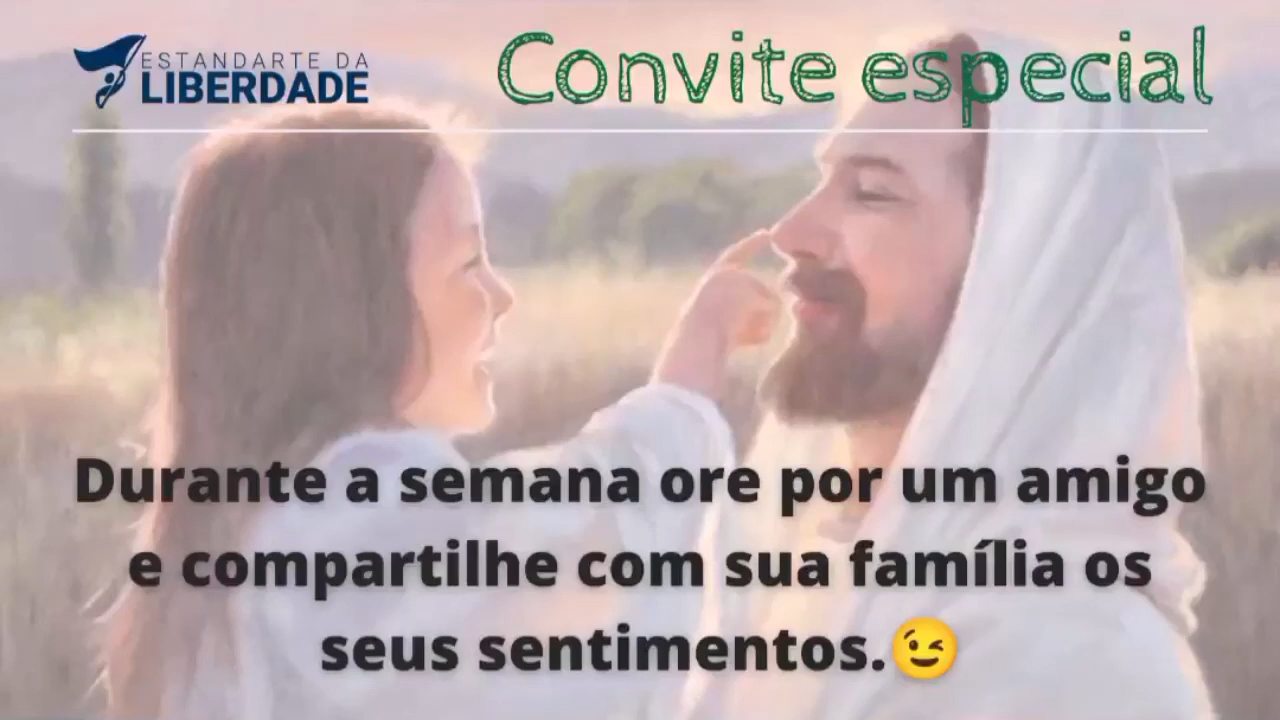 ESTANDARTE DA
LIBERDADE
Convite especial
Durante a semana ore por um amigo
e compartilhe com sua família os
seus sentimentos.😉